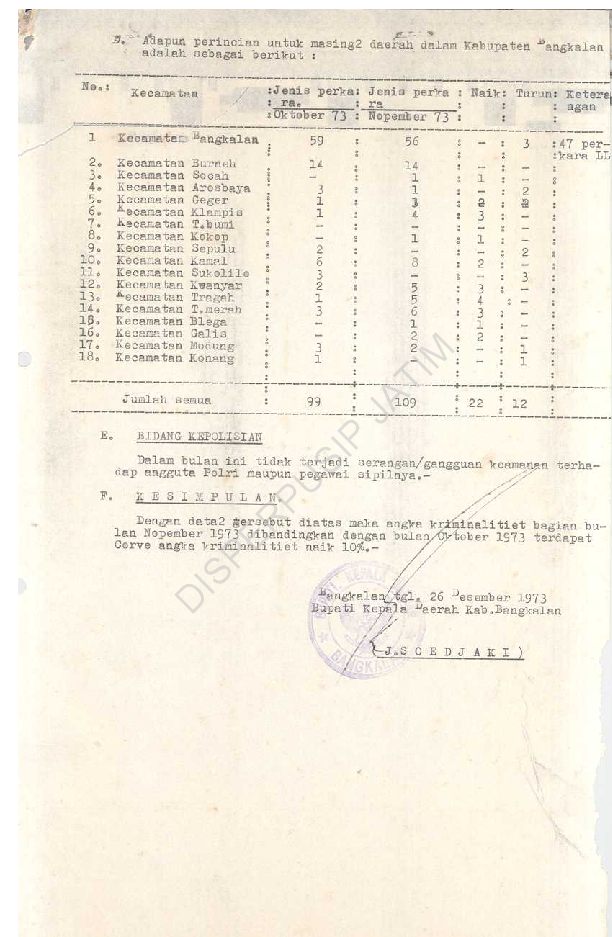 5. Adapun perincian untuk masing2 daerah dalam Kabupaten Bangkalan
adalah sebagai berikut :
No.: Kecamatan :Jenis perka: Jenis perka : Naik: Turun: Ketera
: ra. : ra : : : ngan
:Oktober 73 : Nopember 73 : : :
1 Kecamatan Bangkalan 59 : 56 : - : 3 :47 per-
:kara LL
2. Kecamatan Burneh 14 14 - -
3. Kecamatan Socah - 1 1 -
4. Kecamatan Arosbaya 3 1 - 2
5. Kecamatan Geger 1 3 2
6. Kecamatan Klampis 1 4 3 -
7. Kecamatan T.bumi - - - -
8. Kecamatan Kokop - 1 1 -
9. Kecamatan Sepulu 2 - - 2
10. Kecamatan Kamal 6 8 2 -
11. Kecamatan Sukolilo 3 - - 3
12. Kecamatan Kwanyar 2 5 3 -
13. Kecamatan Tragah 1 5 4 : -
14. Kecamatan T.merah 3 6 3 -
15. Kecamatan Blega - 1 1 -
16. Kecamatan Galis - 2 2 -
17. Kecamatan Modung 3 2 - 1
18. Kecamatan Konang 1 - - 1
Jumlah semua : 99 109 : 22 : 12 :
E. BIDANG KEPOLISIAN
Dalam bulan ini tidak terjadi serangan/gangguan keamanan terha-
dap angguta Polri maupun pegawai sipilnya.-
F. K E S I M P U L A N.
Dengan data2 tersebut diatas maka angka kriminalitiet bagian bu-
lan Nopember 1973 dibandingkan dengan bulan Oktober 1973 terdapat
Corve angka kriminalitiet naik 10%.-
Bangkalan, tgl. 26 Desember 1973
Bupati Kepala Daerah Kab.Bangkalan
( J.S O E D J A K I )
BUPATI KEPALA
BANGKALAN
DISPERPUSIP JATIM